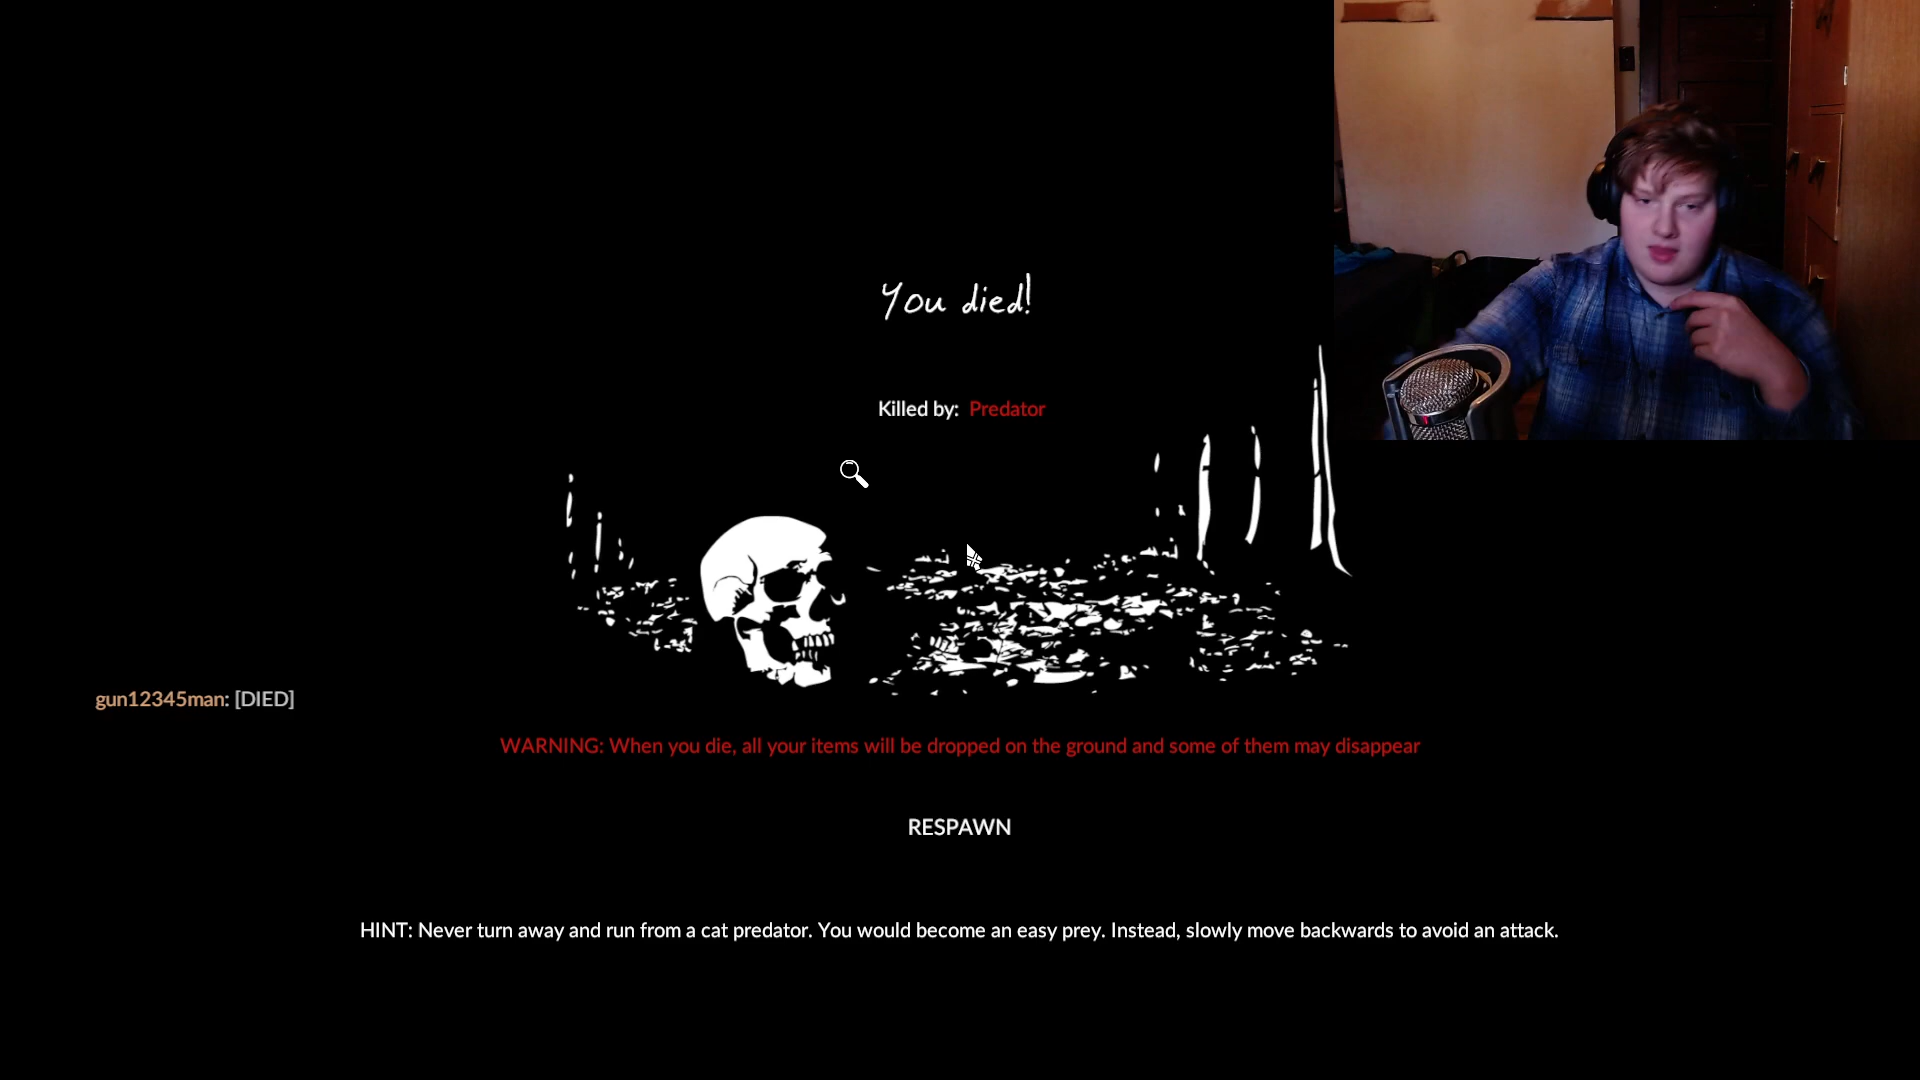 You died!
Killed by: Predator
gun12345man: [DIED]
WARNING: When you die, all your items will be dropped on the ground and some of them may disappear
RESPAWN
HINT: Never turn away and run from a cat predator. You would become an easy prey. Instead, slowly move backwards to avoid an attack.